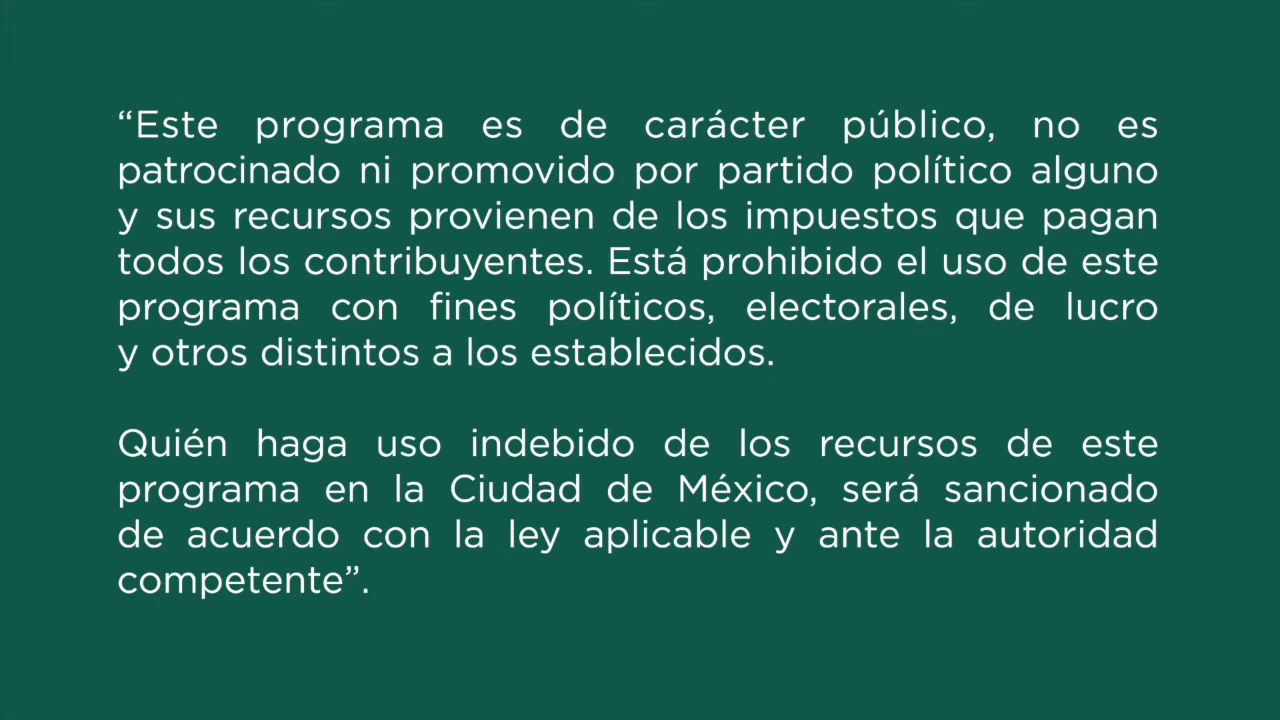 “Este programa es de carácter público, no es
patrocinado ni promovido por partido político alguno
y sus recursos provienen de los impuestos que pagan
todos los contribuyentes. Está prohibido el uso de este
programa con fines políticos, electorales, de lucro
y otros distintos a los establecidos.
Quién haga uso indebido de los recursos de este
programa en la Ciudad de México, será sancionado
de acuerdo con la ley aplicable y ante la autoridad
competente”.